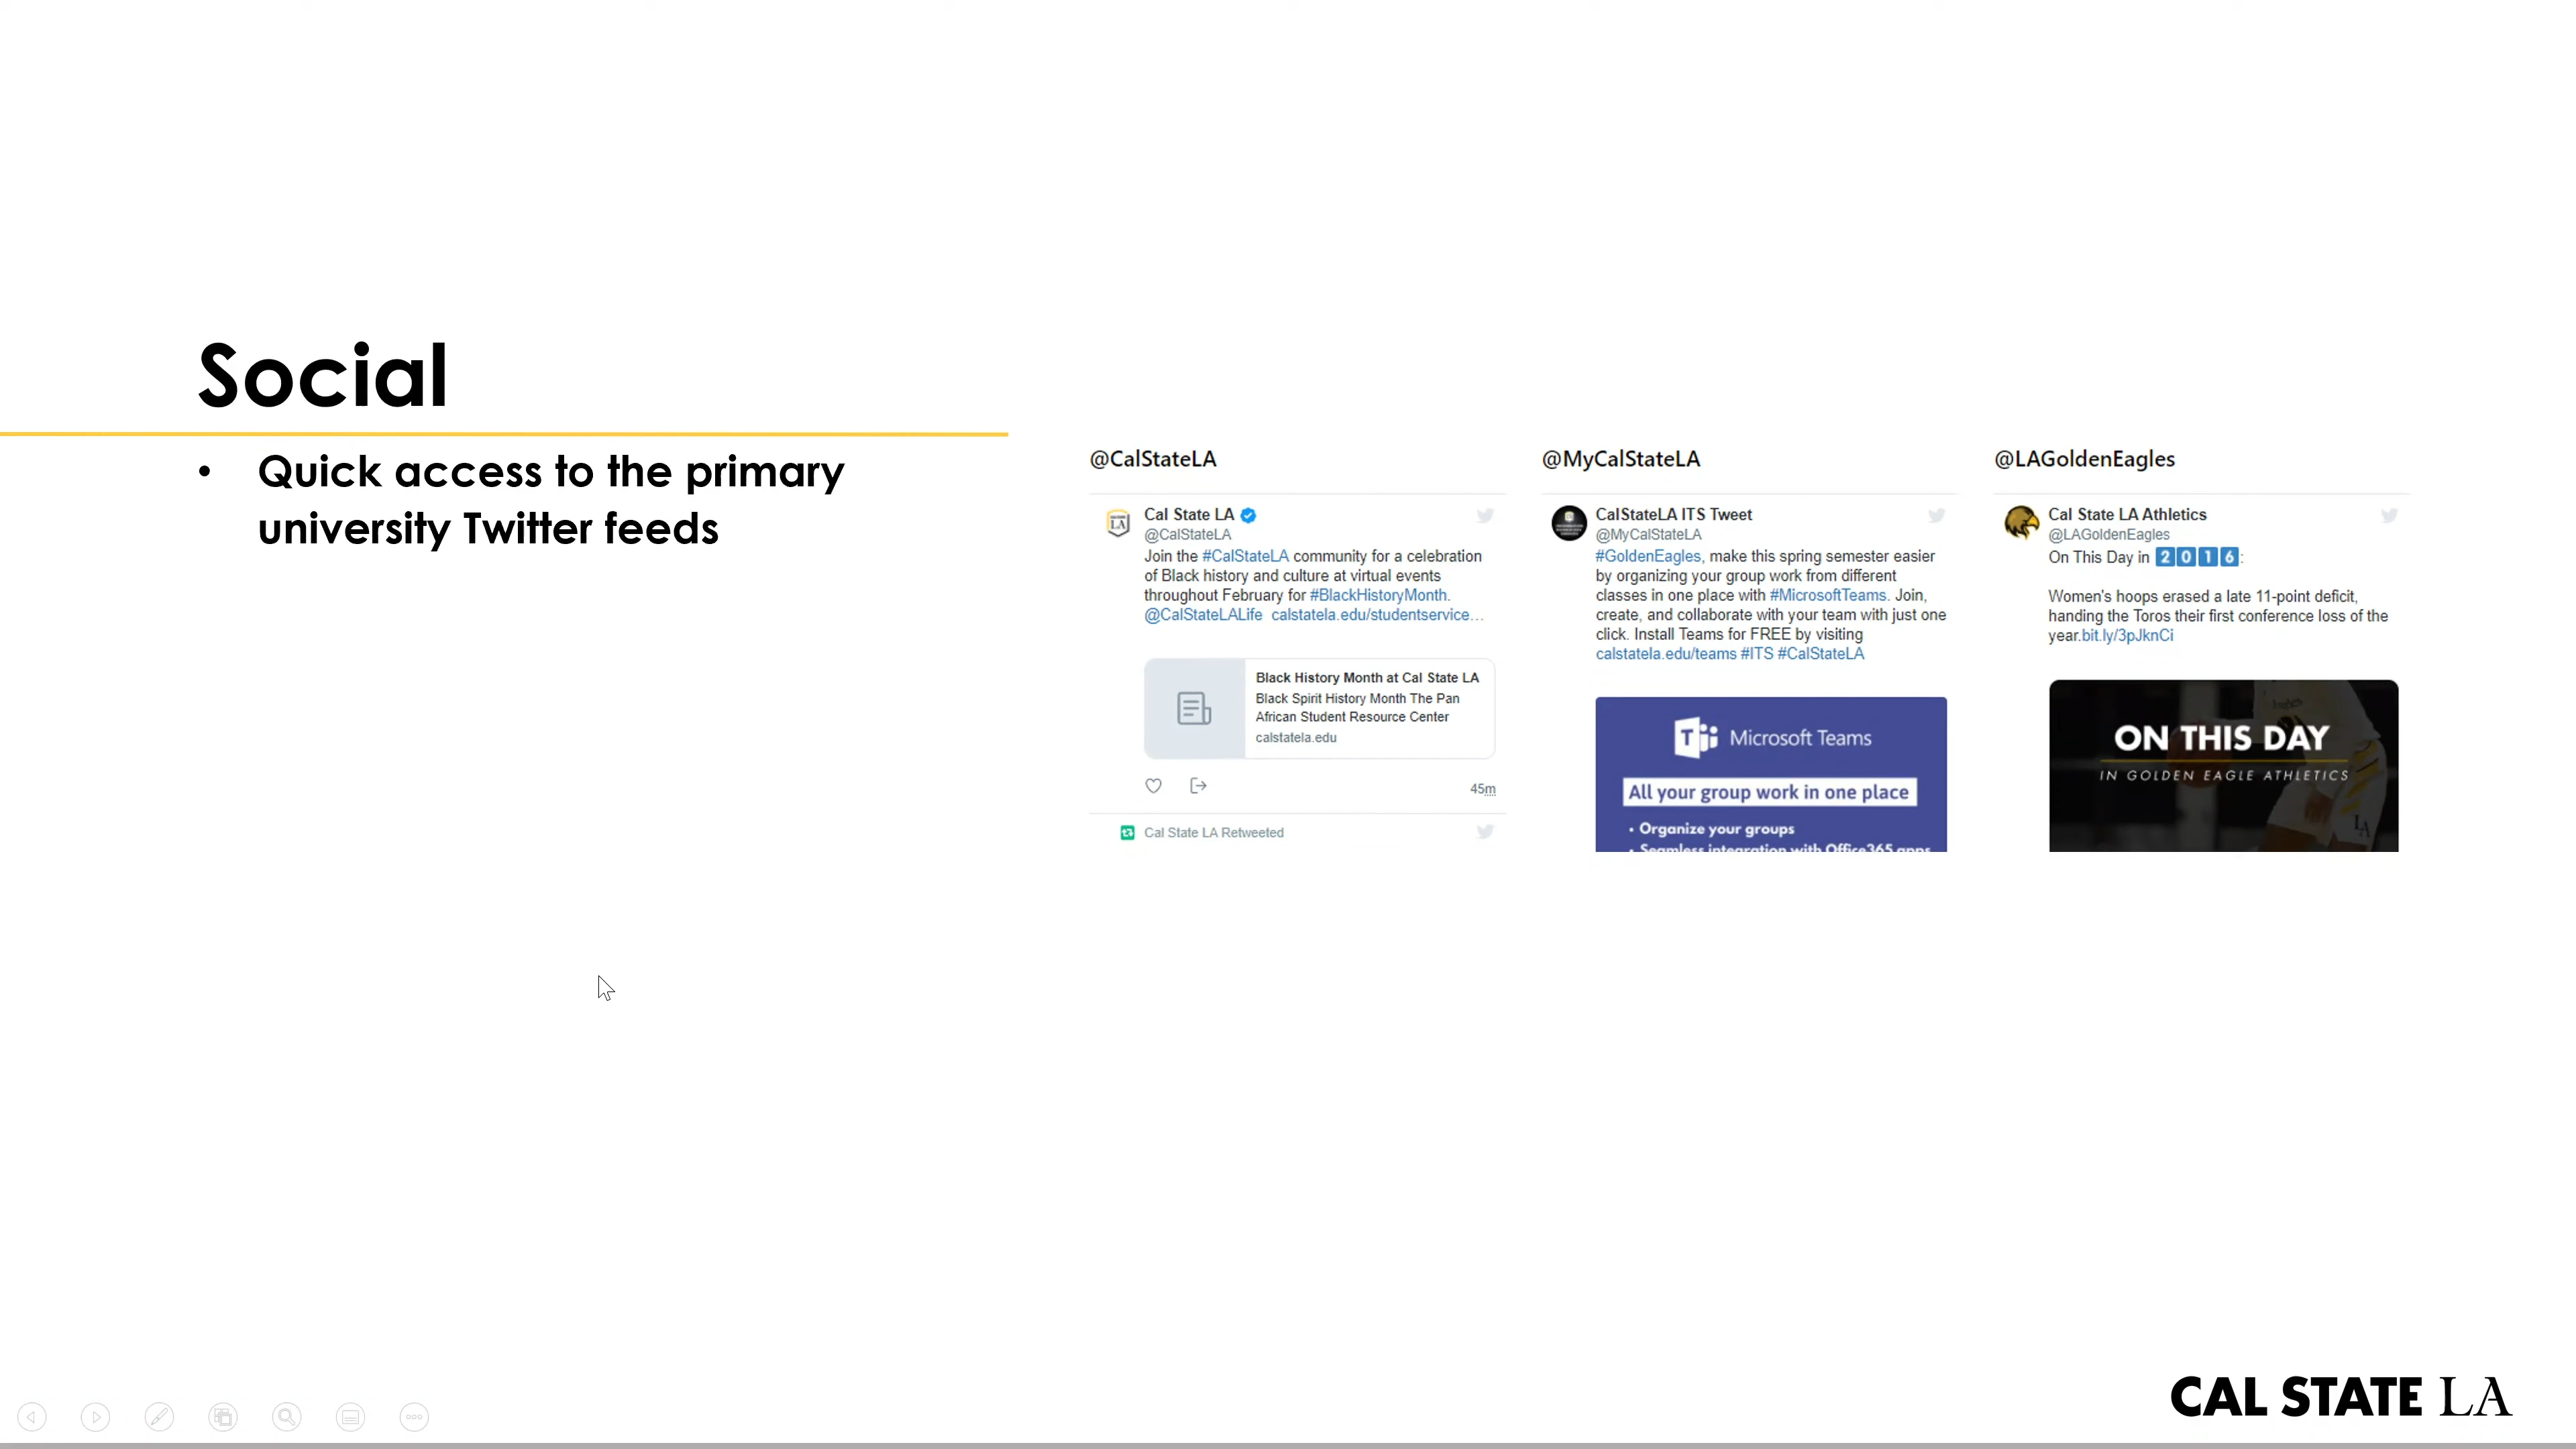 Social
• Quick access to the primary
university Twitter feeds
@CalStateLA
Cal State LA
@CalStateLA
Join the #CalStateLA community for a celebration
of Black history and culture at virtual events
throughout February for #BlackHistoryMonth.
@CalStateLALife calstatela.edu/studentservice…
Black History Month at Cal State LA
Black Spirit History Month The Pan
African Student Resource Center
calstatela.edu
45m
Cal State LA Retweeted
@MyCalStateLA
CalStateLA ITS Tweet
@MyCalStateLA
#GoldenEagles, make this spring semester easier
by organizing your group work from different
classes in one place with #MicrosoftTeams. Join,
create, and collaborate with your team with just one
click. Install Teams for FREE by visiting
calstatela.edu/teams #ITS #CalStateLA
Microsoft Teams
All your group work in one place
• Organize your groups
• Seamless integration with Office365 apps
@LAGoldenEagles
Cal State LA Athletics
@LAGoldenEagles
On This Day in 2016:
Women's hoops erased a late 11-point deficit,
handing the Toros their first conference loss of the
year.bit.ly/3pJknCi
ON THIS DAY
IN GOLDEN EAGLE ATHLETICS
LA
CAL STATE LA